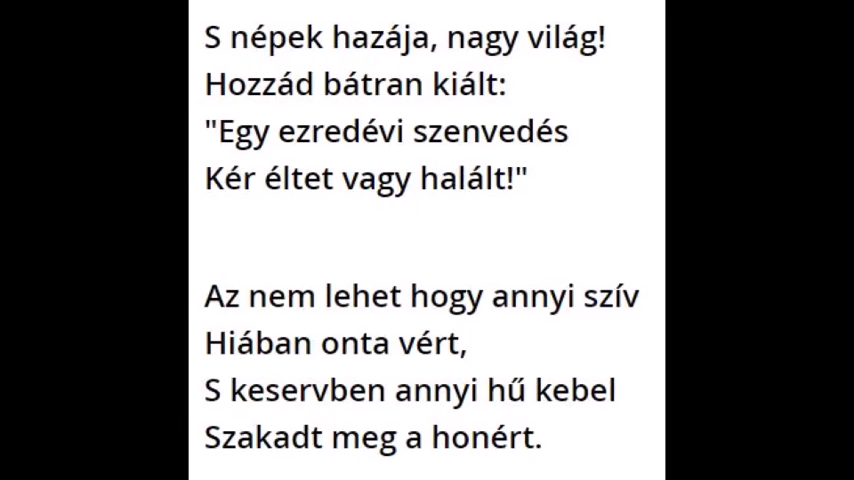 S népek hazája, nagy világ!
Hozzád bátran kiált:
"Egy ezredévi szenvedés
Kér éltet vagy halált!"
Az nem lehet hogy annyi szív
Hiában onta vért,
S keservben annyi hű kebel
Szakadt meg a honért.